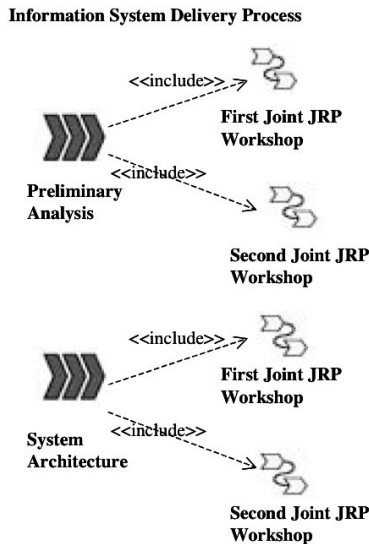 Information System Delivery Process
<<include>>
First Joint JRP
Workshop
Preliminary
Analysis
<<include>>
Second Joint JRP
Workshop
<<include>>
First Joint JRP
Workshop
System
Architecture
<<include>>
Second Joint JRP
Workshop